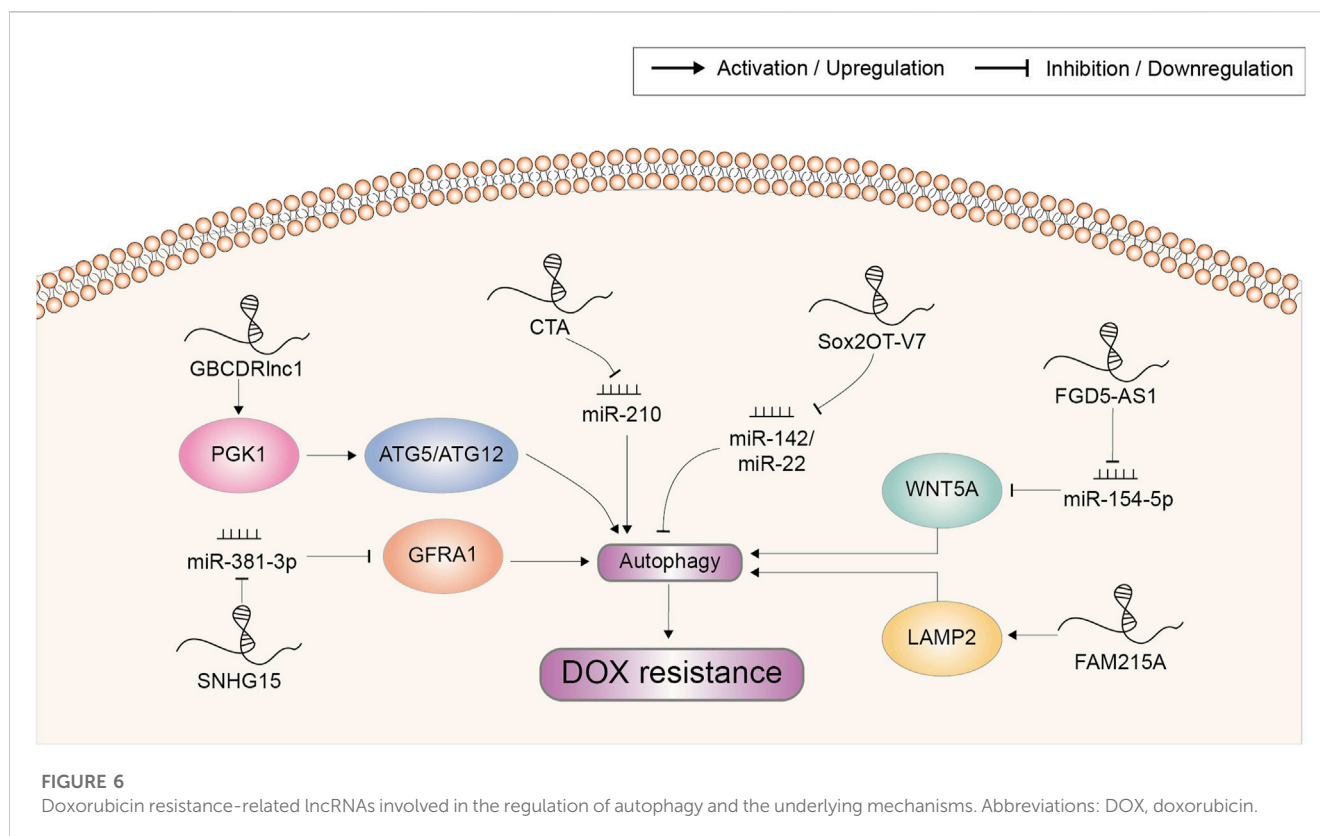 Activation / Upregulation
Inhibition / Downregulation
CTA
Sox2OT-V7
GBCDRlnc1
FGD5-AS1
miR-210
miR-142/
miR-22
PGK1
ATG5/ATG12
WNT5A
miR-154-5p
miR-381-3p
GFRA1
Autophagy
SNHG15
DOX resistance
LAMP2
FAM215A
FIGURE 6
Doxorubicin resistance-related lncRNAs involved in the regulation of autophagy and the underlying mechanisms. Abbreviations: DOX, doxorubicin.